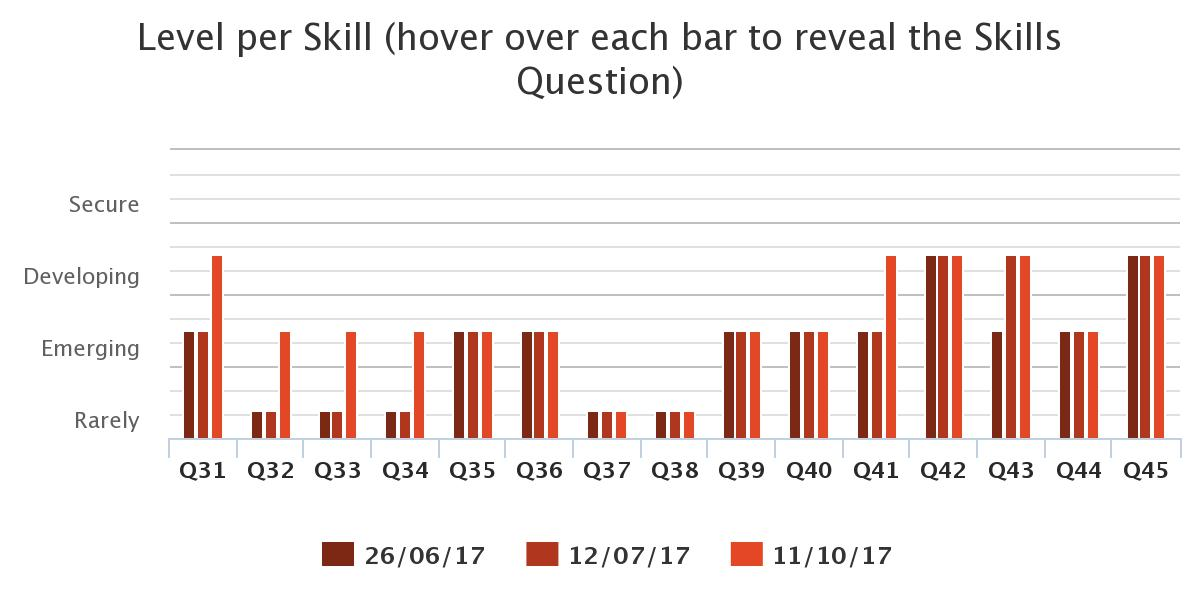 Level per Skill (hover over each bar to reveal the Skills
Question)
Secure
Developing
Emerging
Rarely
Q31 Q32 Q33 Q34 Q35 Q36 Q37 Q38 Q39 Q40 Q41 Q42 Q43 Q44 Q45
26/06/17 12/07/17 11/10/17